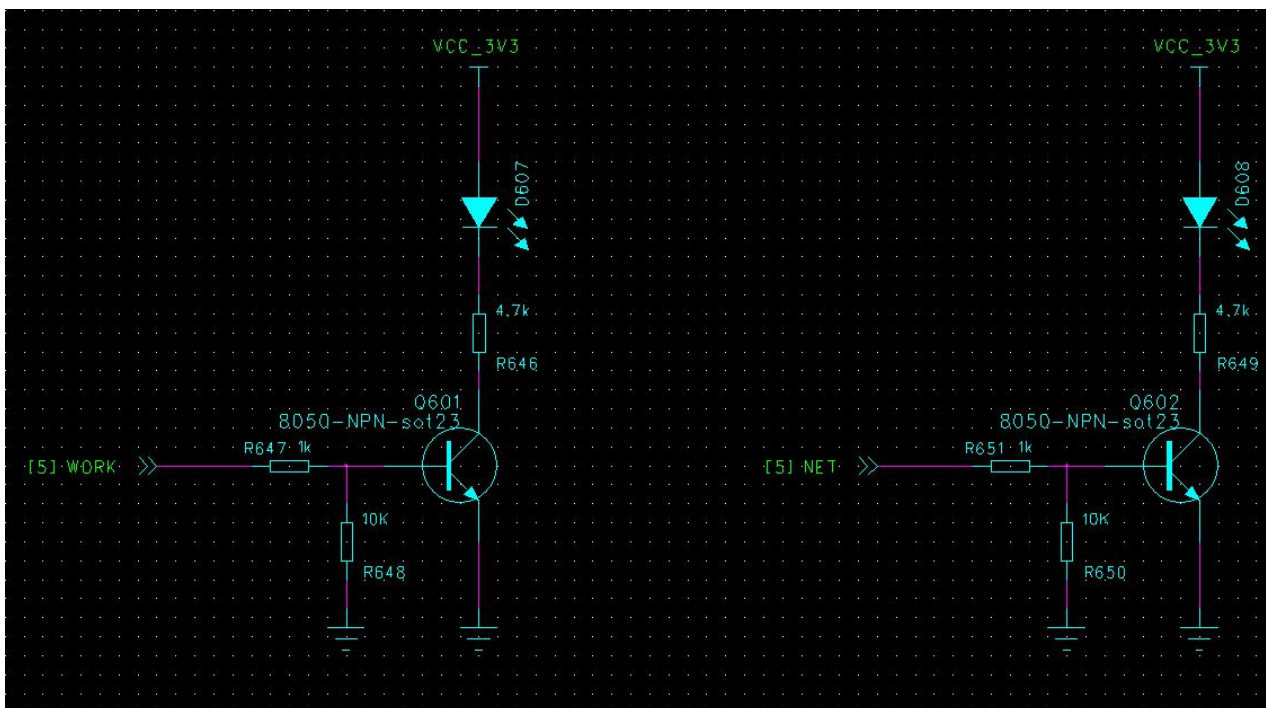 VCC_3V3
VCC_3V3
D607
D608
4.7k
R646
4.7k
R649
Q601
8050-NPN-sot23
Q602
8050-NPN-sot23
R647 1k
[5] WORK
R651 1k
[5] NET
10K
R648
10K
R650